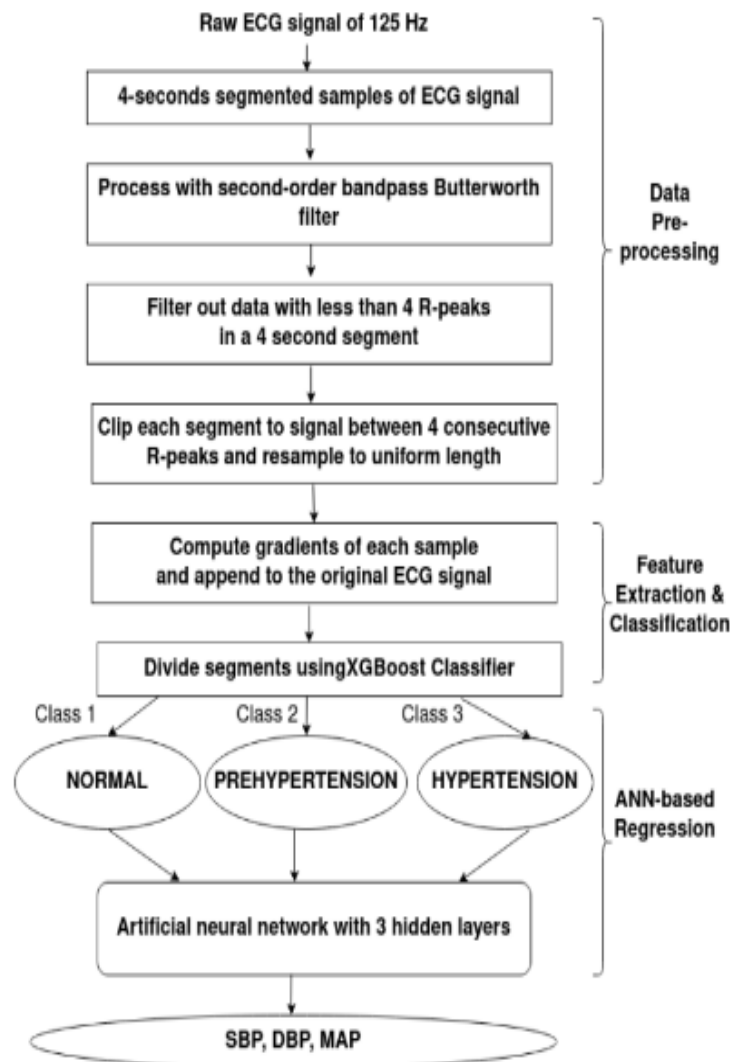 Raw ECG signal of 125 Hz
4-seconds segmented samples of ECG signal
Process with second-order bandpass Butterworth
filter
Data
Pre-
processing
Filter out data with less than 4 R-peaks
in a 4 second segment
Clip each segment to signal between 4 consecutive
R-peaks and resample to uniform length
Compute gradients of each sample
and append to the original ECG signal
Feature
Extraction &
Classification
Divide segments usingXGBoost Classifier
Class 1
Class 2
Class 3
NORMAL
PREHYPERTENSION
HYPERTENSION
ANN-based
Regression
Artificial neural network with 3 hidden layers
SBP, DBP, MAP